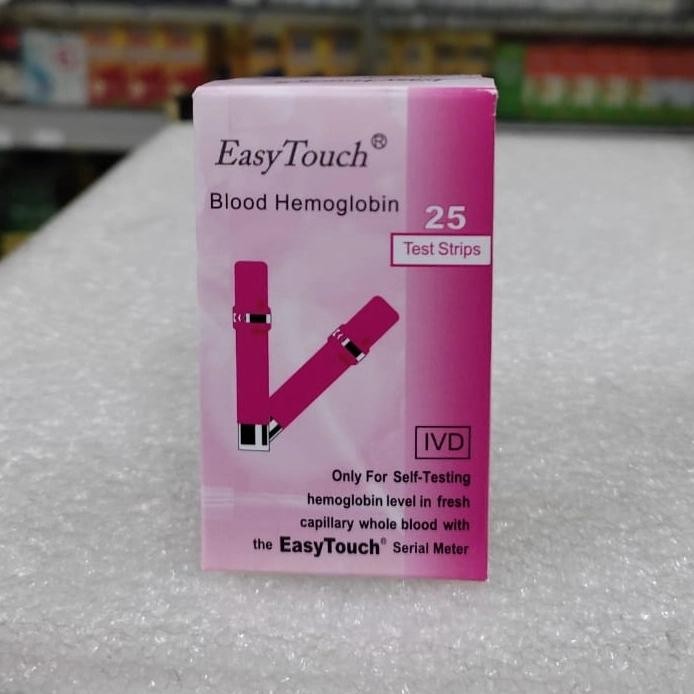 EasyTouch®
Blood Hemoglobin
25
Test Strips
IVD
Only For Self-Testing
hemoglobin level in fresh
capillary whole blood with
the EasyTouch® Serial Meter